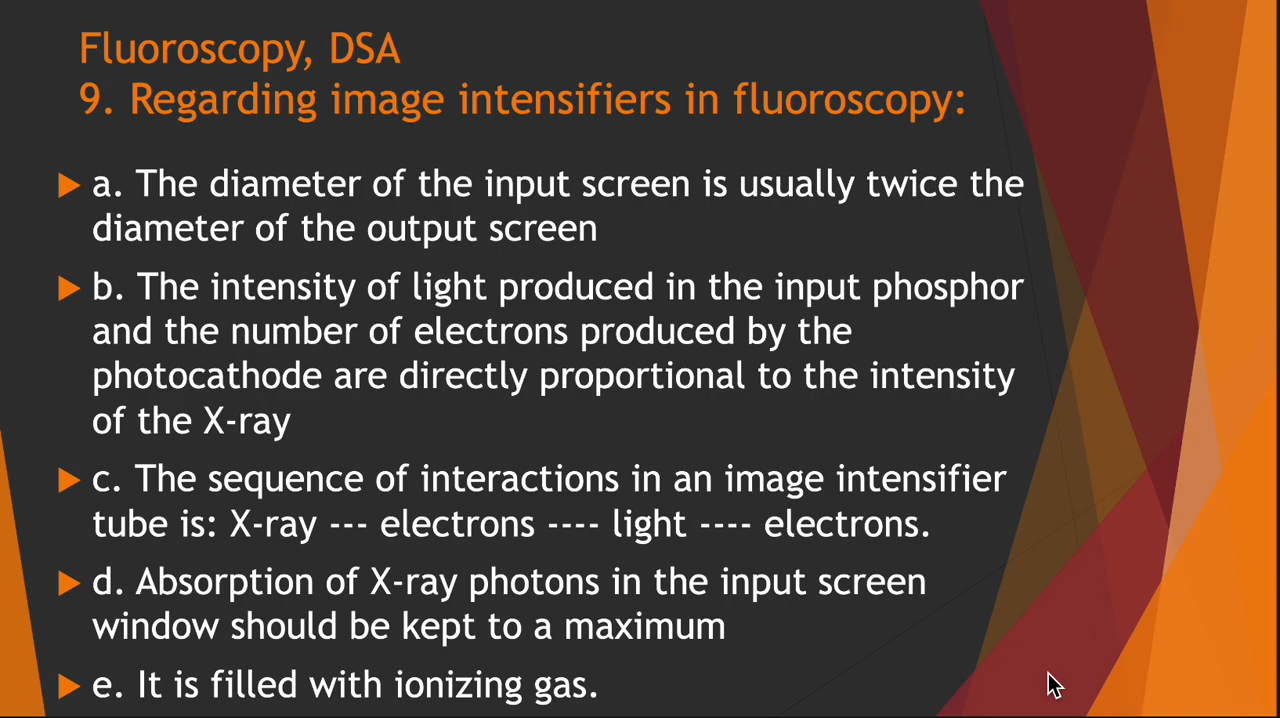 Fluoroscopy, DSA
9. Regarding image intensifiers in fluoroscopy:
a. The diameter of the input screen is usually twice the
diameter of the output screen
b. The intensity of light produced in the input phosphor
and the number of electrons produced by the
photocathode are directly proportional to the intensity
of the X-ray
c. The sequence of interactions in an image intensifier
tube is: X-ray --- electrons ---- light ---- electrons.
d. Absorption of X-ray photons in the input screen
window should be kept to a maximum
e. It is filled with ionizing gas.